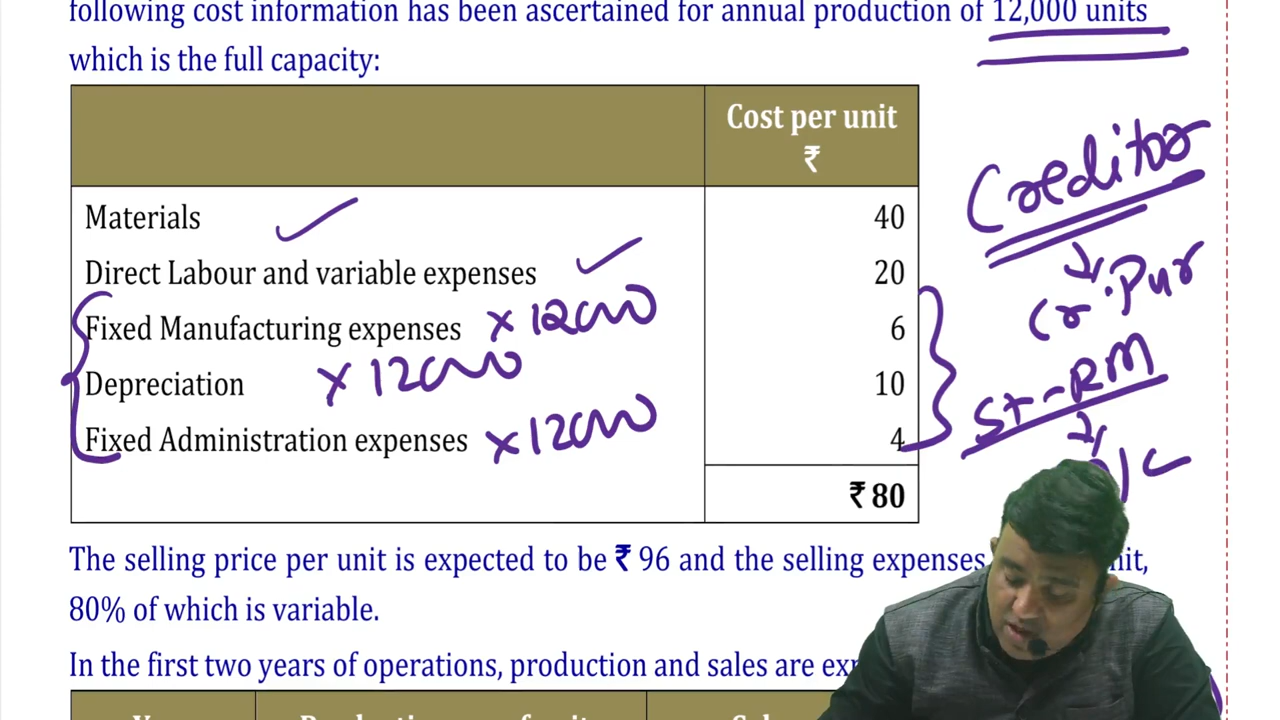 following cost information has been ascertained for annual production of 12,000 units
which is the full capacity:
Cost per unit
₹
Materials 40
Direct Labour and variable expenses 20
Fixed Manufacturing expenses × 12000 6
Depreciation × 12000 10
Fixed Administration expenses × 12000 4
₹ 80
Creditor
Cr. Pur
St - RM
The selling price per unit is expected to be ₹ 96 and the selling expenses
80% of which is variable.
In the first two years of operations, production and sales are